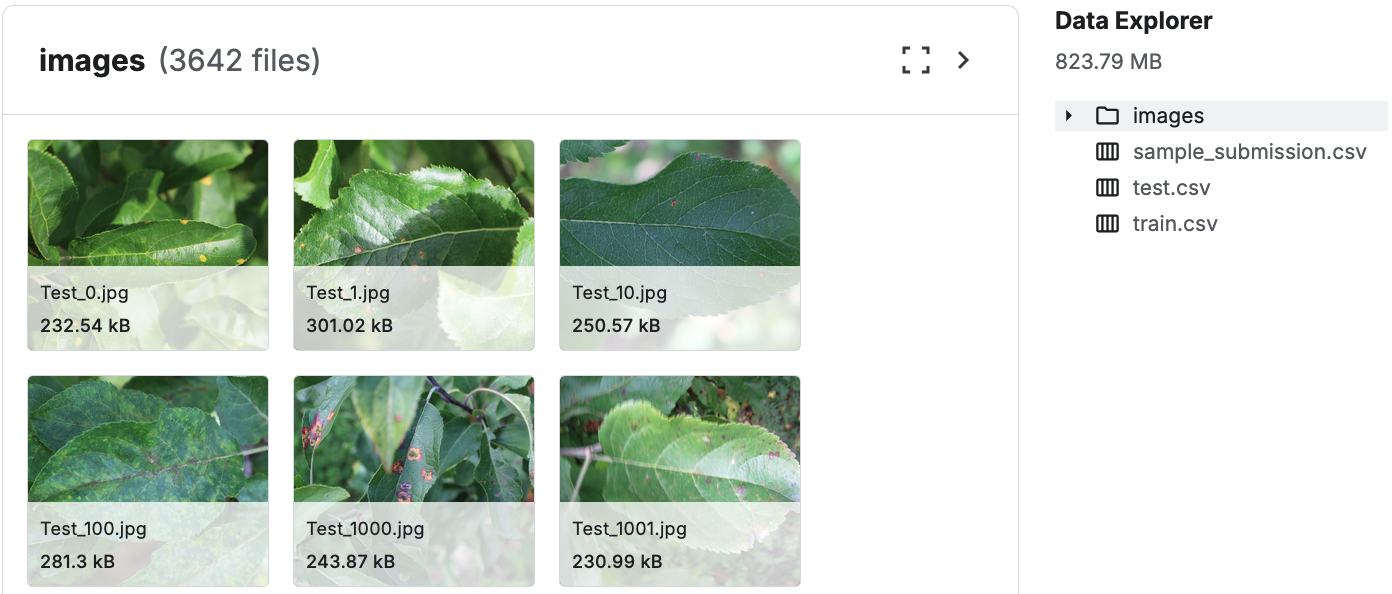 images (3642 files)
Test_0.jpg
232.54 kB
Test_1.jpg
301.02 kB
Test_10.jpg
250.57 kB
Test_100.jpg
281.3 kB
Test_1000.jpg
243.87 kB
Test_1001.jpg
230.99 kB
Data Explorer
823.79 MB
images
sample_submission.csv
test.csv
train.csv